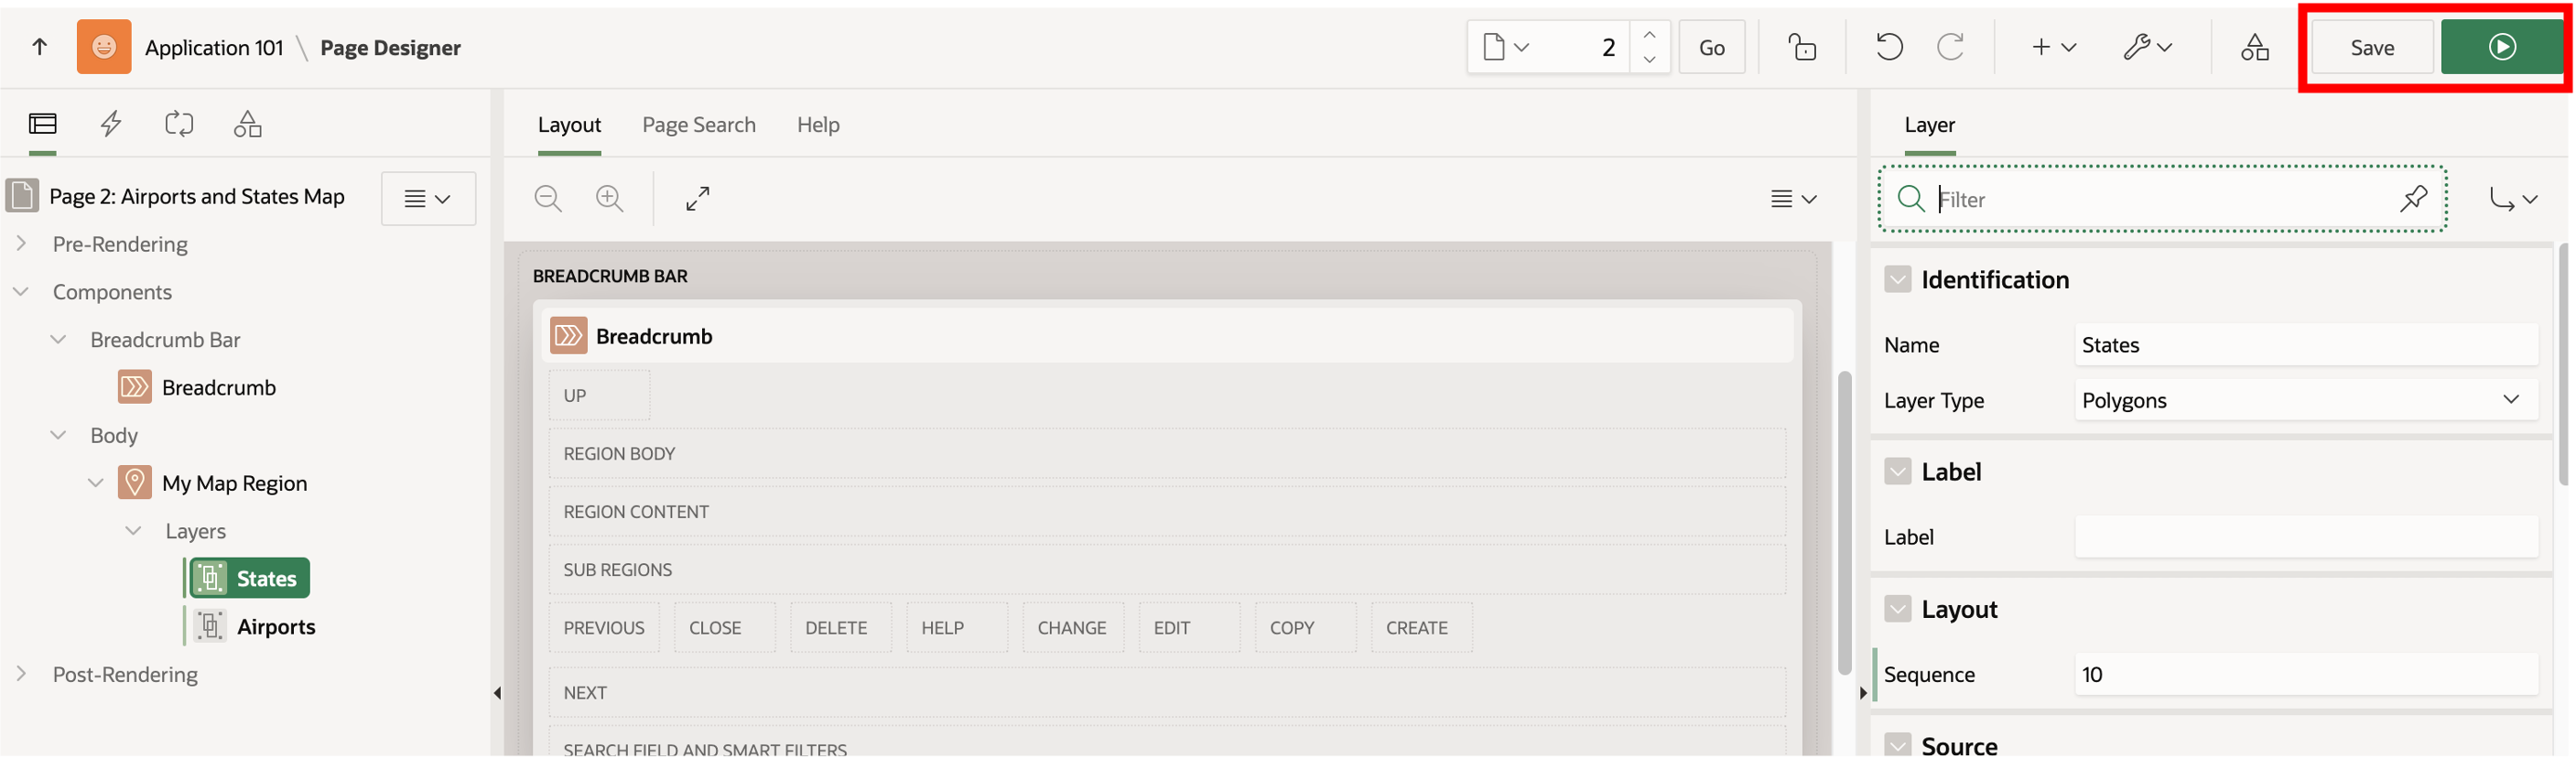 Application 101 \ Page Designer
2
Go
Save
Layout Page Search Help
Layer
Page 2: Airports and States Map
Filter
Pre-Rendering
Components
Breadcrumb Bar
Breadcrumb
Body
My Map Region
Layers
States
Airports
Post-Rendering
BREADCRUMB BAR
Breadcrumb
UP
REGION BODY
REGION CONTENT
SUB REGIONS
PREVIOUS CLOSE DELETE HELP CHANGE EDIT COPY CREATE
NEXT
SEARCH FIELD AND SMART FILTERS
Identification
Name States
Layer Type Polygons
Label
Label
Layout
Sequence 10
Source